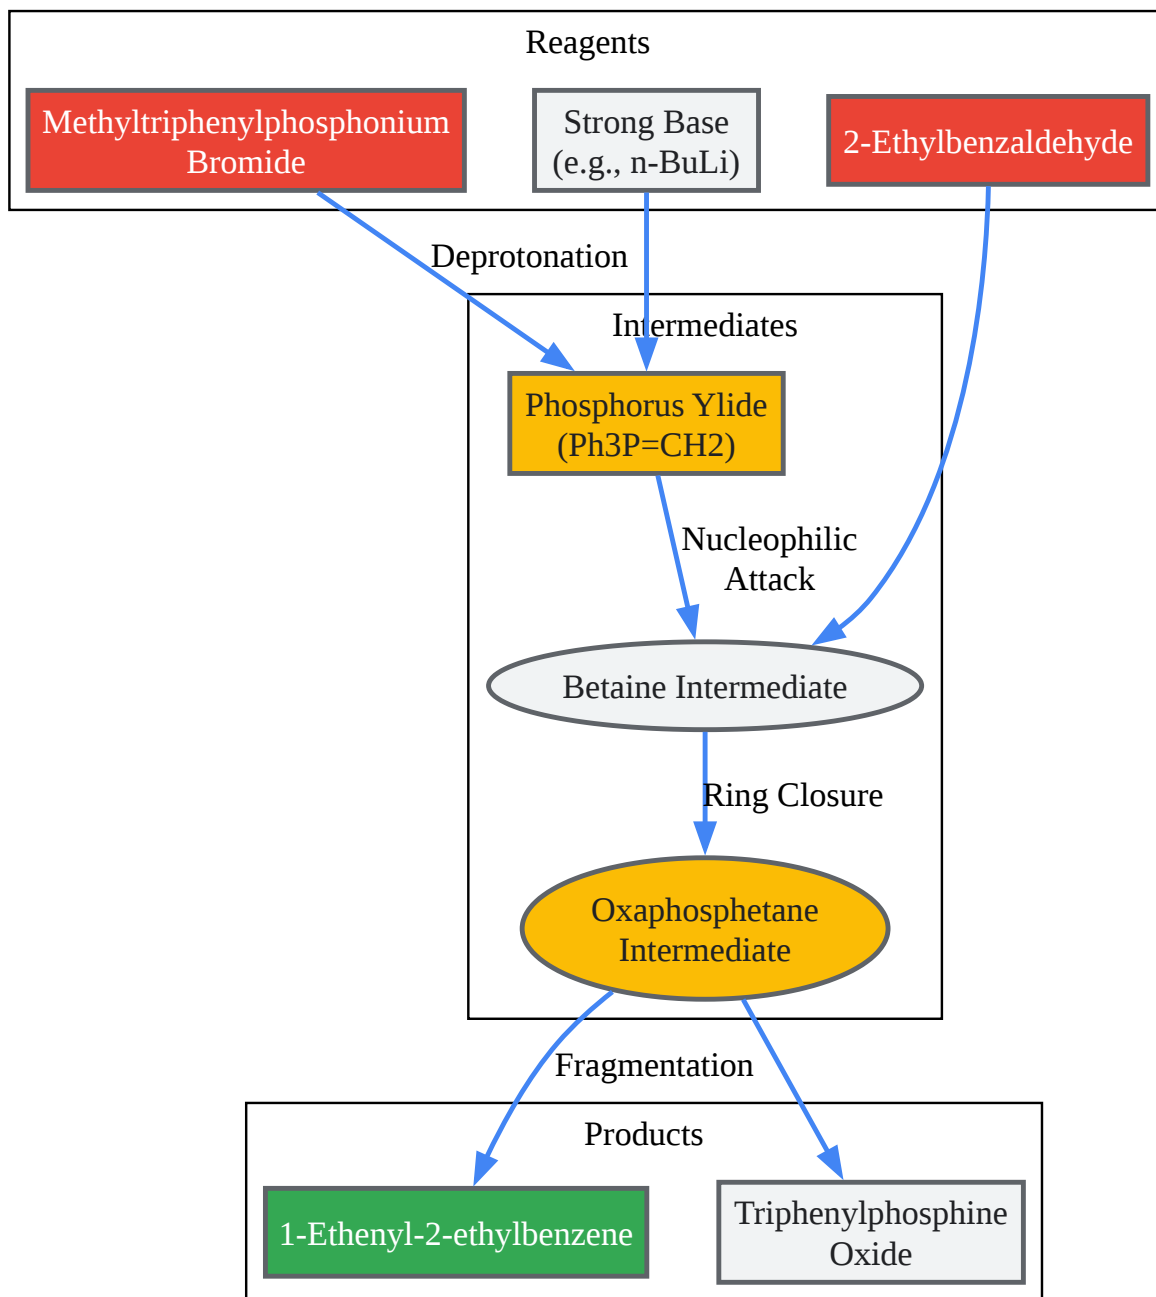 Reagents
Methyltriphenylphosphonium
Bromide
Strong Base
(e.g., n-BuLi)
2-Ethylbenzaldehyde
Deprotonation
Intermediates
Phosphorus Ylide
(Ph3P=CH2)
Nucleophilic
Attack
Betaine Intermediate
Ring Closure
Oxaphosphetane
Intermediate
Fragmentation
Products
1-Ethenyl-2-ethylbenzene
Triphenylphosphine
Oxide